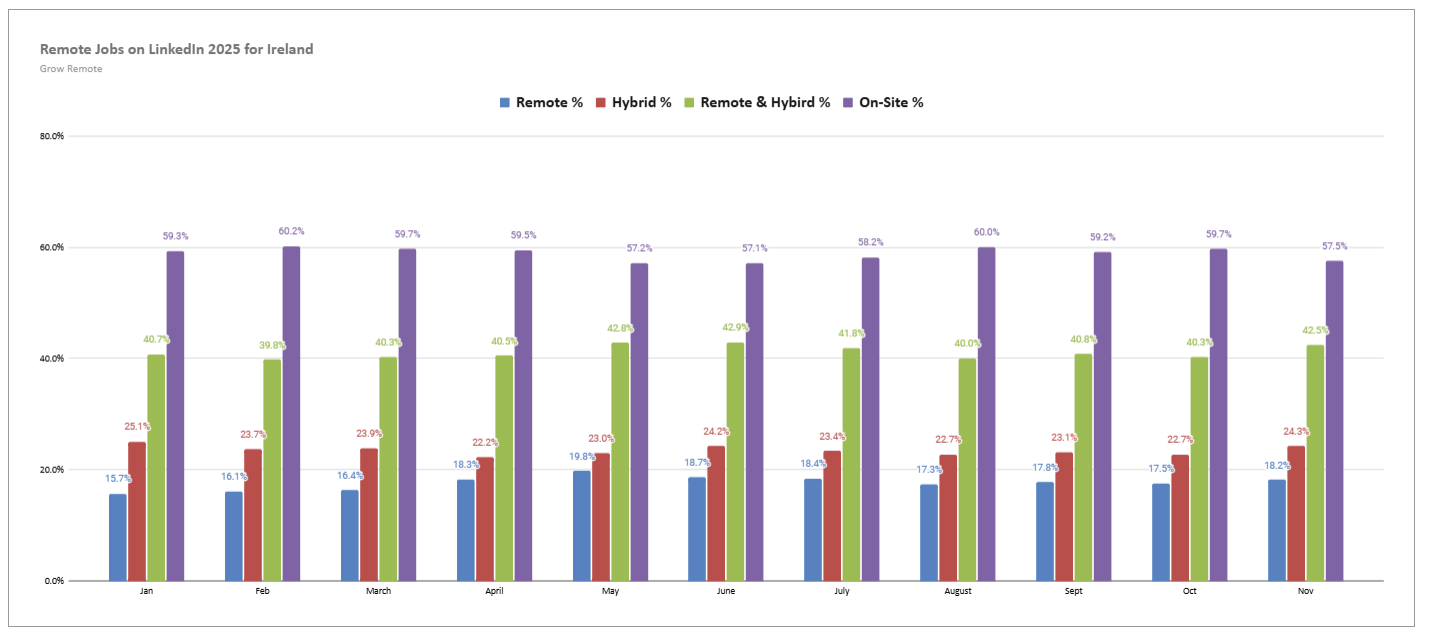 Remote Jobs on LinkedIn 2025 for Ireland
Grow Remote
Remote % Hybrid % Remote & Hybird % On-Site %
80.0%
60.0%
40.0%
20.0%
0.0%
15.7% 25.1% 40.7% 59.3%
16.1% 23.7% 39.8% 60.2%
16.4% 23.9% 40.3% 59.7%
18.3% 22.2% 40.5% 59.5%
19.8% 23.0% 42.8% 57.2%
18.7% 24.2% 42.9% 57.1%
18.4% 23.4% 41.8% 58.2%
17.3% 22.7% 40.0% 60.0%
17.8% 23.1% 40.8% 59.2%
17.5% 22.7% 40.3% 59.7%
18.2% 24.3% 42.5% 57.5%
Jan Feb March April May June July August Sept Oct Nov